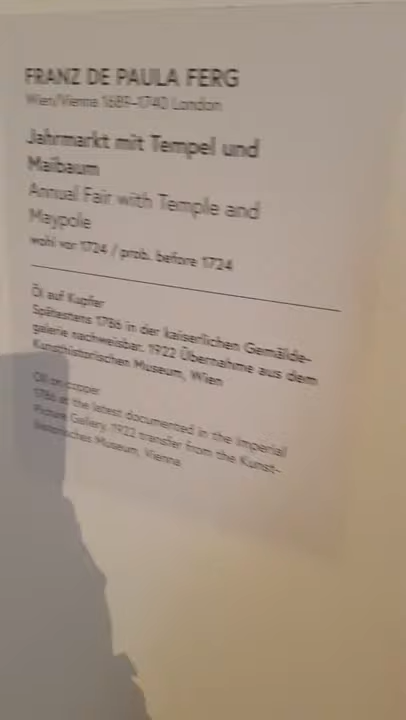 FRANZ DE PAULA FERG
Wien/Vienna 1689–1740 London
Jahrmarkt mit Tempel und
Maibaum
Annual Fair with Temple and
Maypole
wohl vor 1724 / prob. before 1724
Öl auf Kupfer
Spätestens 1786 in der kaiserlichen Gemälde-
galerie nachweisbar. 1922 Übernahme aus dem
Kunsthistorischen Museum, Wien
Oil on copper
1786 at the latest documented in the Imperial
Picture Gallery. 1922 transfer from the Kunst-
historisches Museum, Vienna